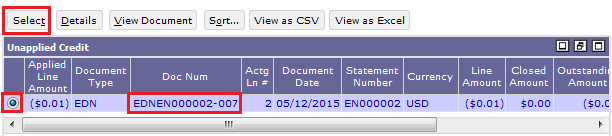 Select Details View Document Sort... View as CSV View as Excel
Unapplied Credit
Applied Line Amount Document Type Doc Num Actg Ln # Document Date Statement Number Currency Line Amount Closed Amount Outstanding Amount
($0.01) EDN EDNEN000002-007 2 05/12/2015 EN000002 USD ($0.01) $0.00 ($0.01)